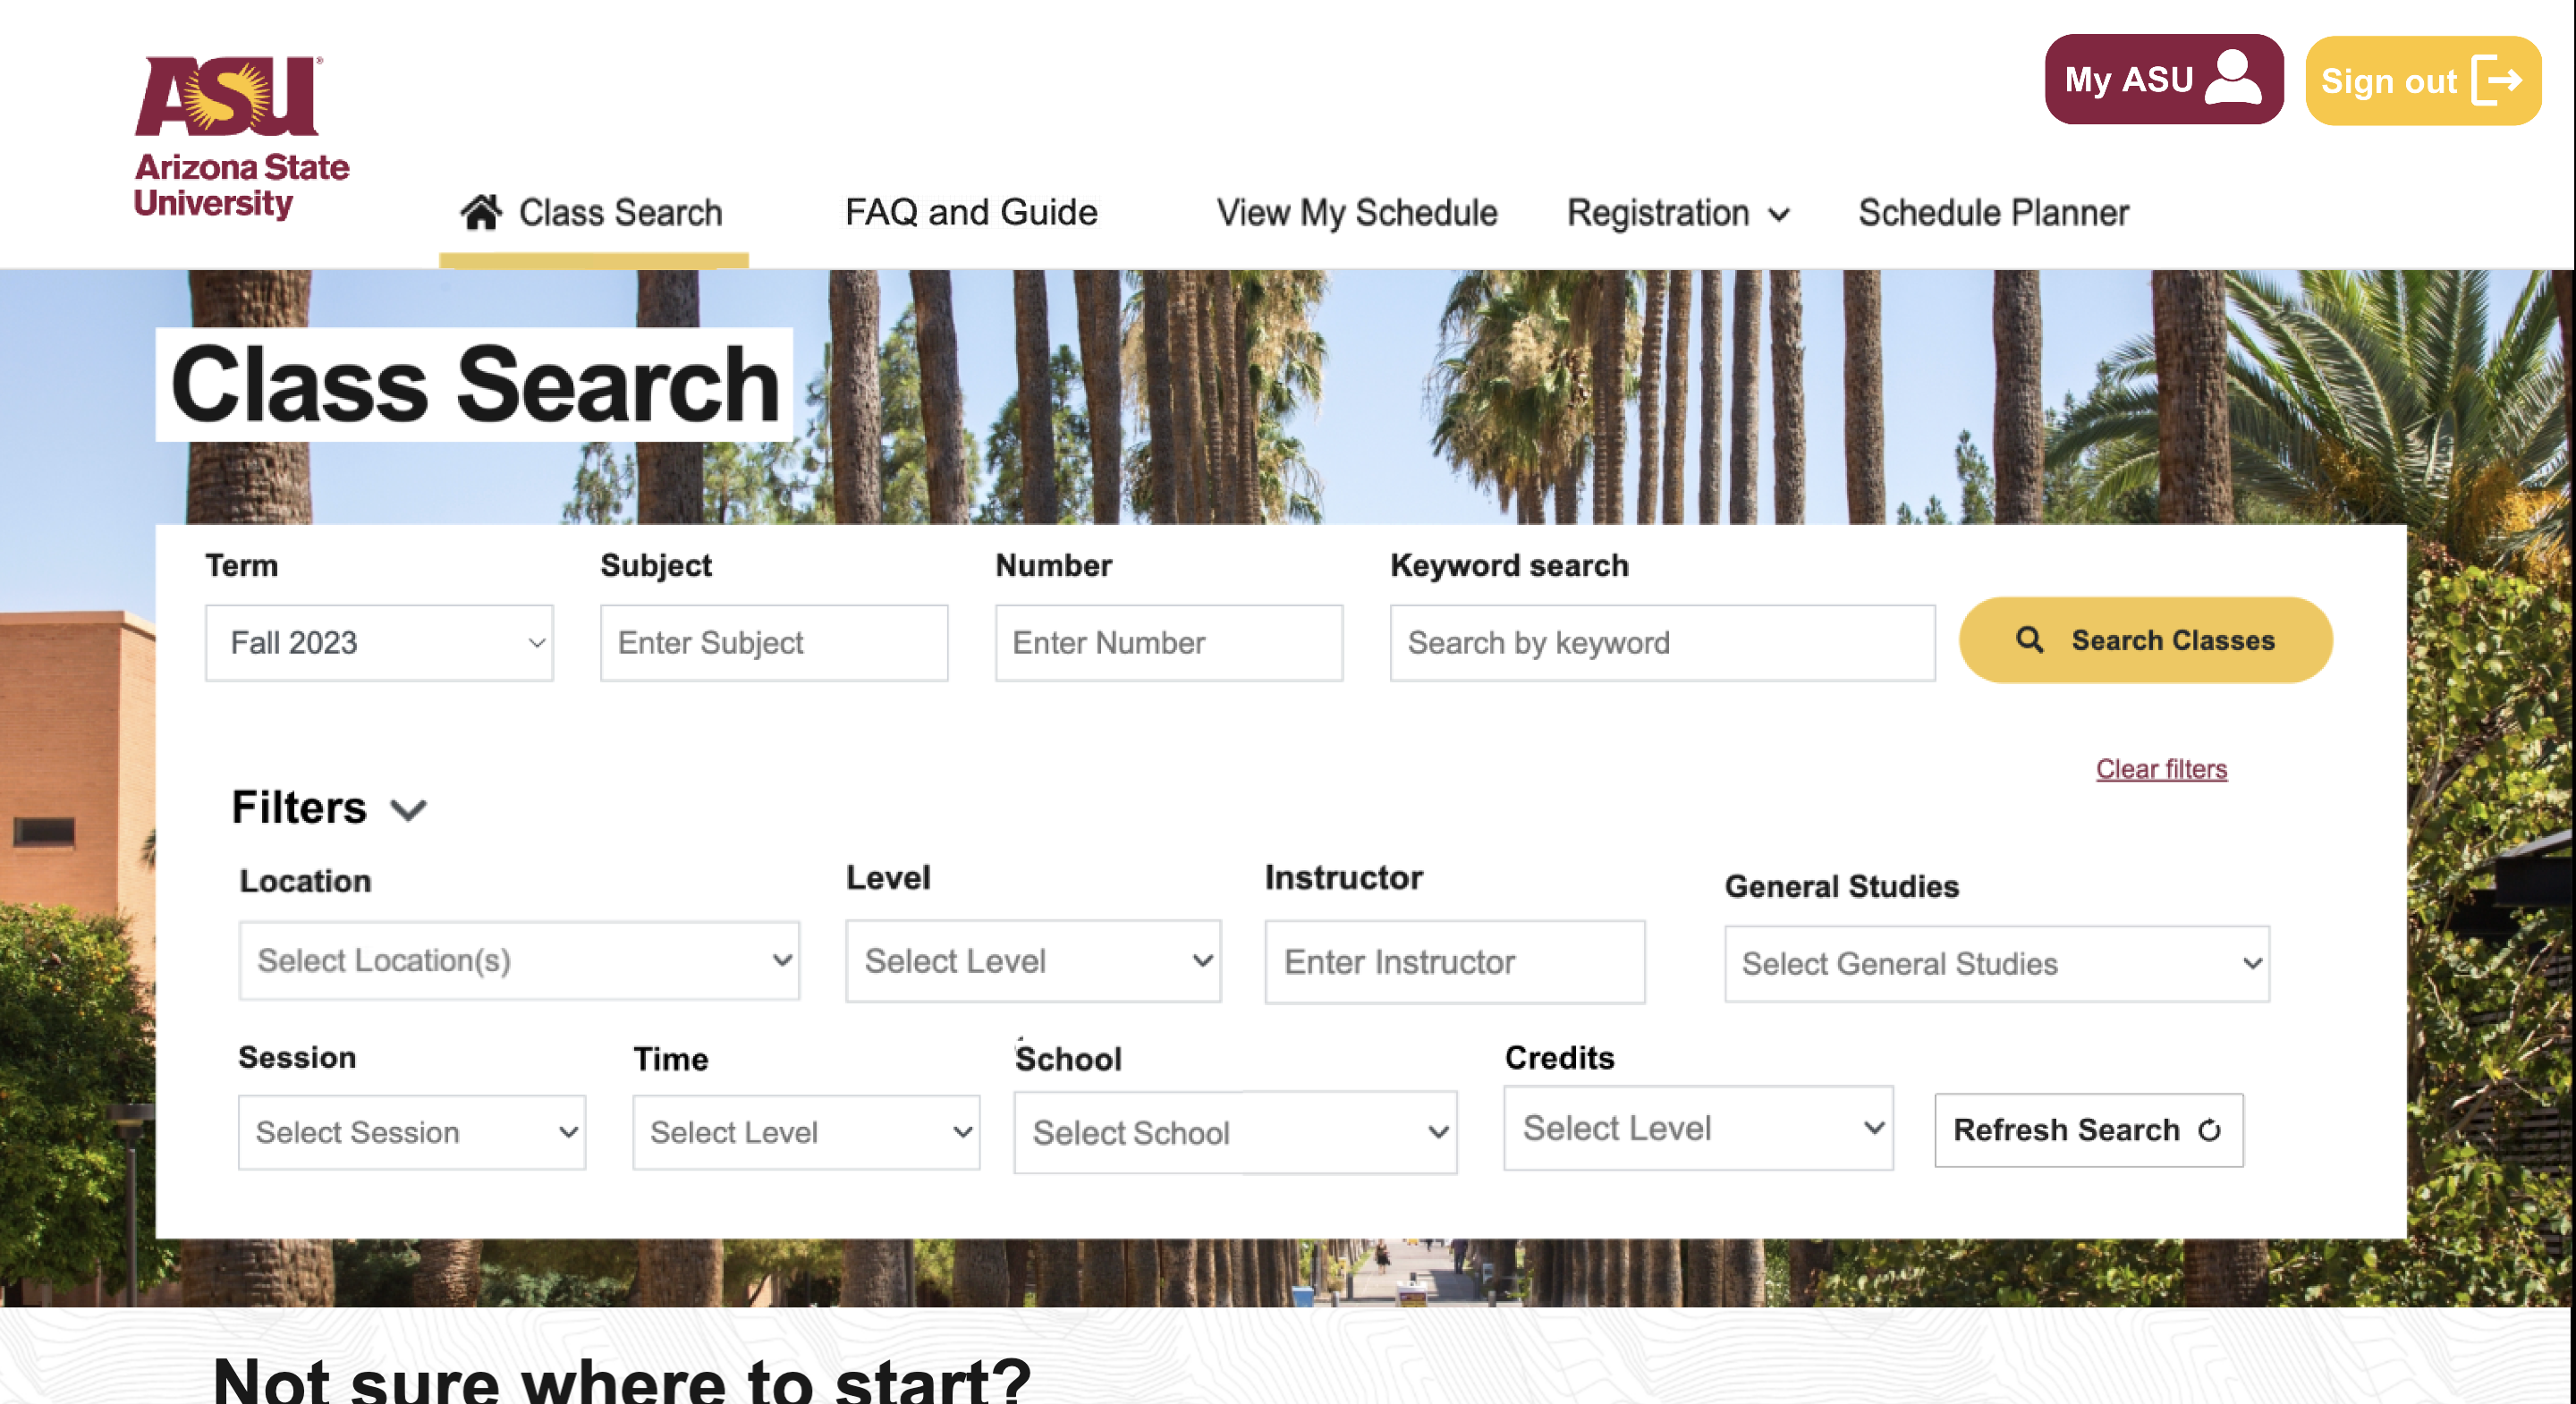 ASU
Arizona State
University
My ASU
Sign out
Class Search
FAQ and Guide
View My Schedule
Registration
Schedule Planner
Class Search
Term
Subject
Number
Keyword search
Fall 2023
Enter Subject
Enter Number
Search by keyword
Search Classes
Clear filters
Filters
Location
Level
Instructor
General Studies
Select Location(s)
Select Level
Enter Instructor
Select General Studies
Session
Time
School
Credits
Select Session
Select Level
Select School
Select Level
Refresh Search
Not sure where to start?